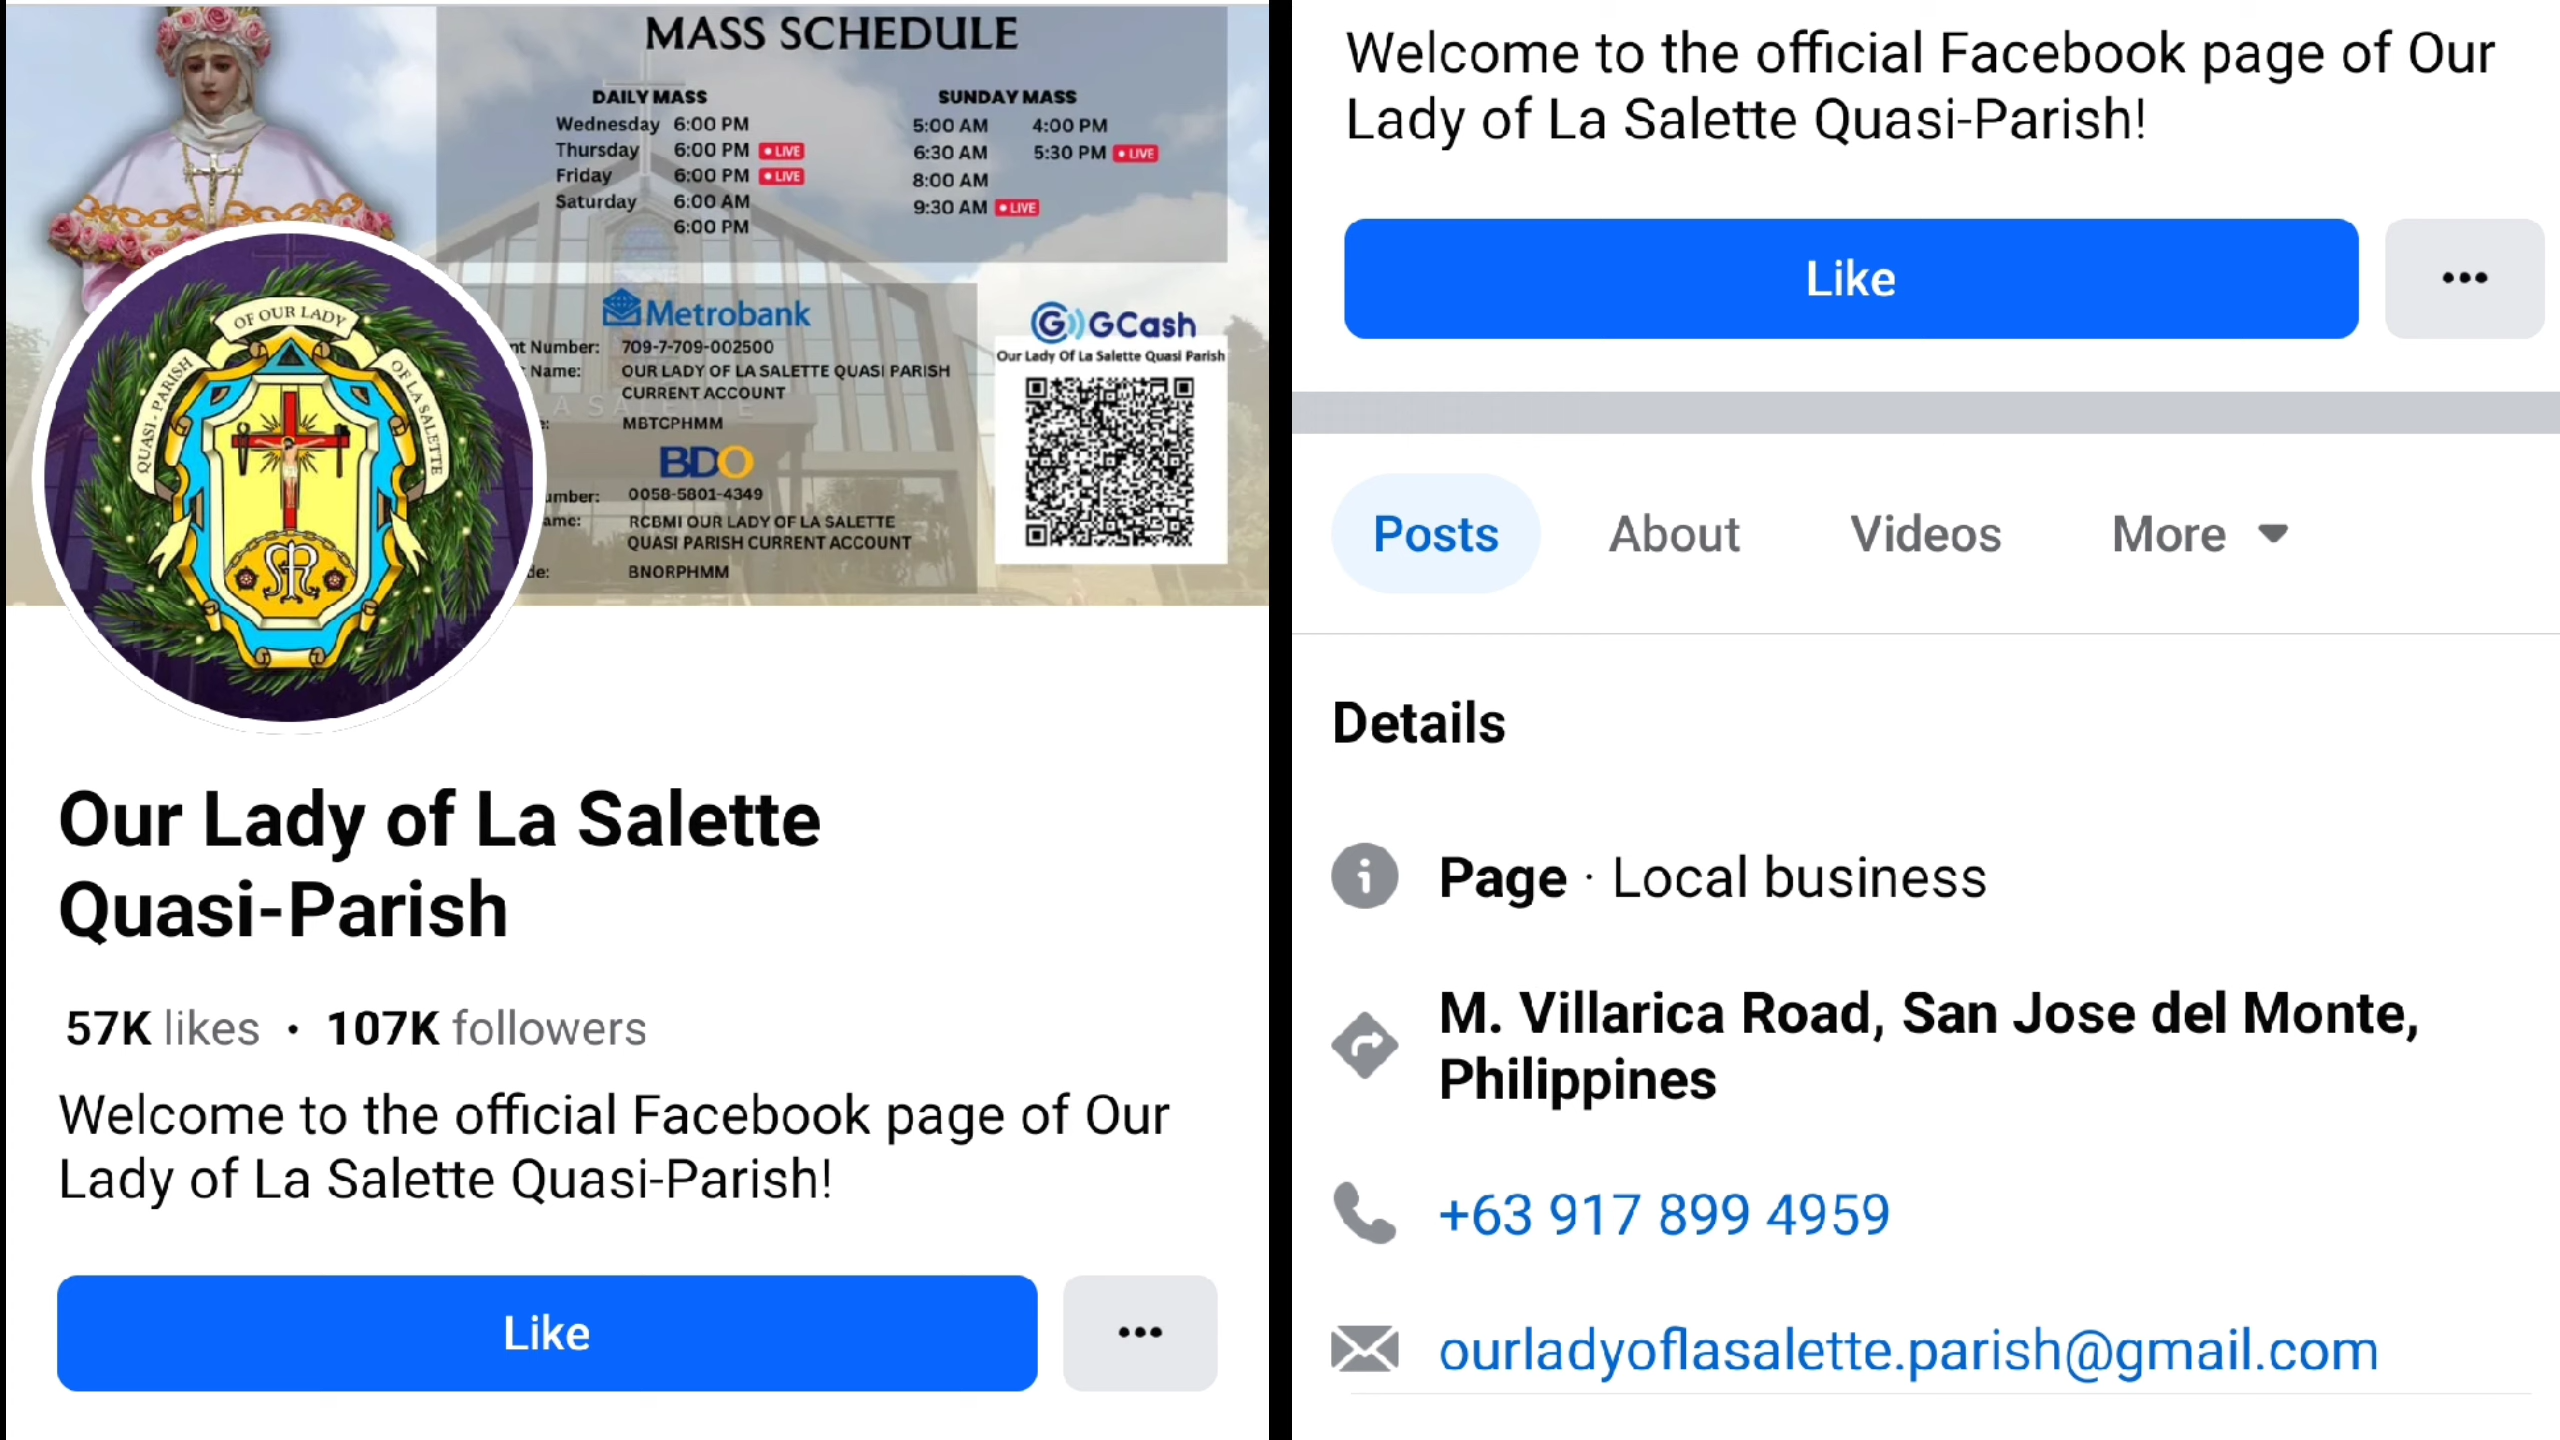 MASS SCHEDULE
DAILY MASS
Wednesday 6:00 PM
Thursday 6:00 PM • LIVE
Friday 6:00 PM • LIVE
Saturday 6:00 AM
6:00 PM
SUNDAY MASS
5:00 AM 4:00 PM
6:30 AM 5:30 PM • LIVE
8:00 AM
9:30 AM • LIVE
Metrobank
nt Number: 709-7-709-002500
Name: OUR LADY OF LA SALETTE QUASI PARISH
CURRENT ACCOUNT
MBTCPHMM
BDO
umber: 0058-5801-4349
ame: RCBMI OUR LADY OF LA SALETTE
QUASI PARISH CURRENT ACCOUNT
de: BNORPHMM
GCash
Our Lady Of La Salette Quasi Parish
QUASI - PARISH
OF OUR LADY
OF LA SALETTE
Our Lady of La Salette
Quasi-Parish
57K likes • 107K followers
Welcome to the official Facebook page of Our
Lady of La Salette Quasi-Parish!
Like
Welcome to the official Facebook page of Our
Lady of La Salette Quasi-Parish!
Like
Posts About Videos More
Details
Page · Local business
M. Villarica Road, San Jose del Monte,
Philippines
+63 917 899 4959
ourladyoflasalette.parish@gmail.com